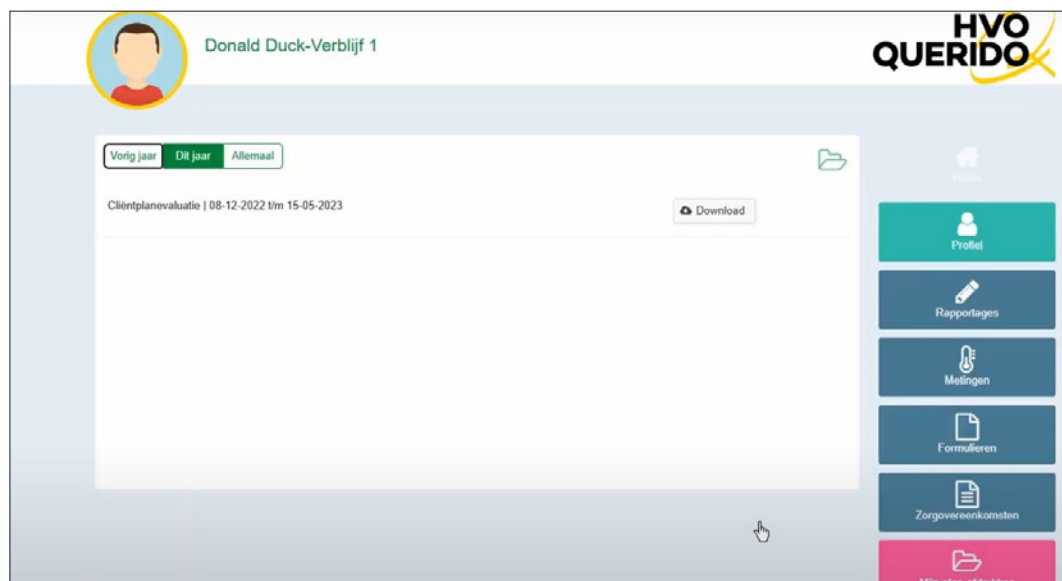 Donald Duck-Verblijf 1
HVO
QUERIDO
Vorig jaar Dit jaar Allemaal
Cliëntplanevaluatie | 08-12-2022 t/m 15-05-2023
Download
Home
Profiel
Rapportages
Metingen
Formulieren
Zorgovereenkomsten